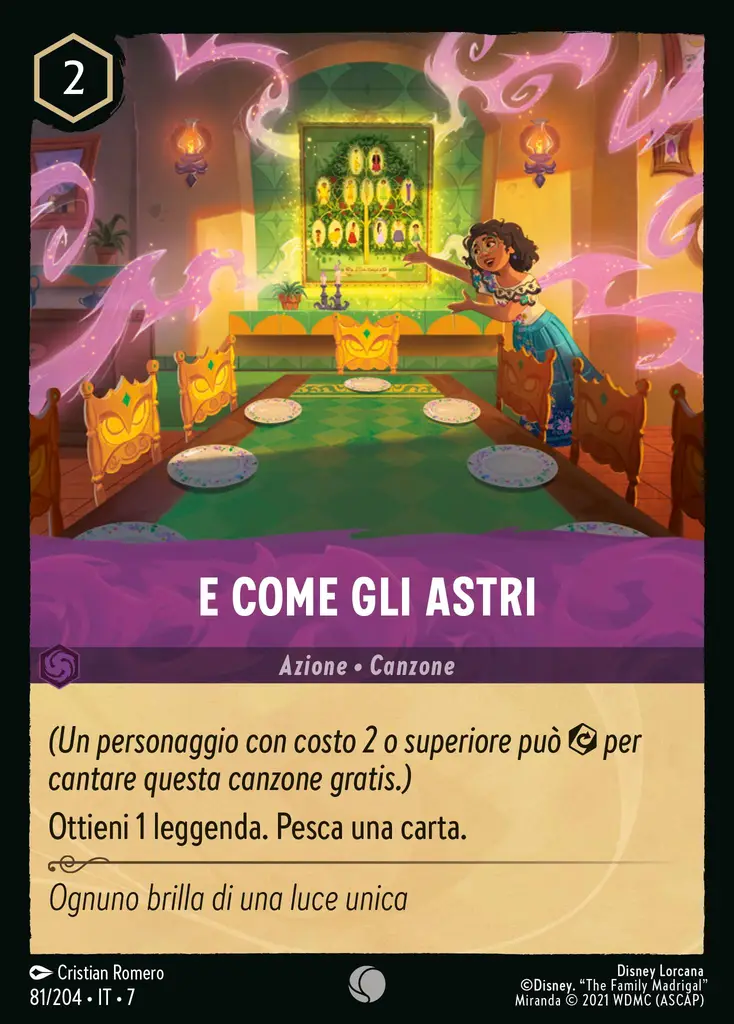 2
E COME GLI ASTRI
Azione • Canzone
(Un personaggio con costo 2 o superiore può per
cantare questa canzone gratis.)
Ottieni 1 leggenda. Pesca una carta.
Ognuno brilla di una luce unica
Cristian Romero
81/204 • IT • 7
Disney Lorcana
©Disney. “The Family Madrigal”
Miranda © 2021 WDMC (ASCAP)